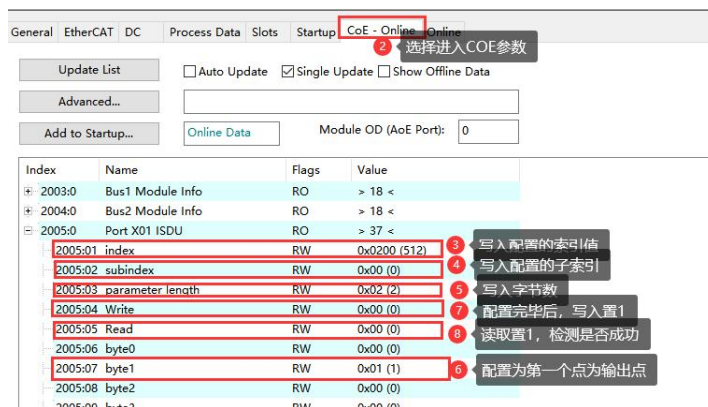 General EtherCAT DC Process Data Slots Startup CoE - Online Online
2 选择进入COE参数
Update List Auto Update Single Update Show Offline Data
Advanced...
Add to Startup... Online Data Module OD (AoE Port): 0
Index Name Flags Value
2003:0 Bus1 Module Info RO > 18 <
2004:0 Bus2 Module Info RO > 18 <
2005:0 Port X01 ISDU RO > 37 <
2005:01 index RW 0x0200 (512) 3 写入配置的索引值
2005:02 subindex RW 0x00 (0) 4 写入配置的子索引
2005:03 parameter length RW 0x02 (2) 5 写入字节数
2005:04 Write RW 0x00 (0) 7 配置完毕后，写入置1
2005:05 Read RW 0x00 (0) 8 读取置1，检测是否成功
2005:06 byte0 RW 0x00 (0)
2005:07 byte1 RW 0x01 (1) 6 配置为第一个点为输出点
2005:08 byte2 RW 0x00 (0)
2005:09 byte3 RW 0x00 (0)